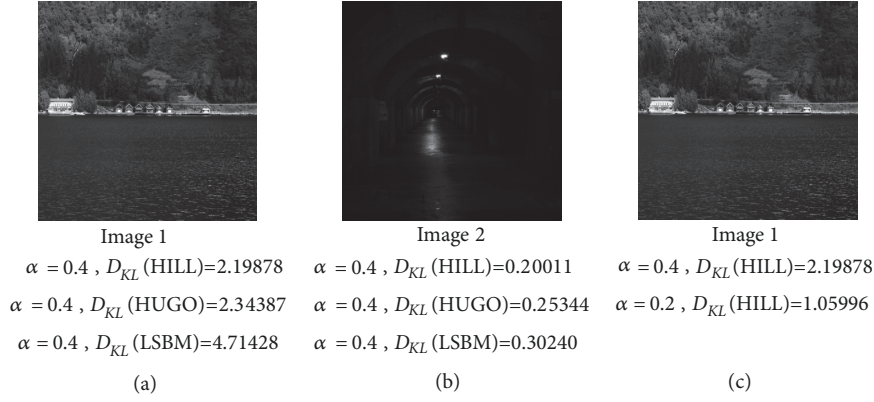 Image 1
α = 0.4 , D_KL (HILL)=2.19878
α = 0.4 , D_KL (HUGO)=2.34387
α = 0.4 , D_KL (LSBM)=4.71428
(a)
Image 2
α = 0.4 , D_KL (HILL)=0.20011
α = 0.4 , D_KL (HUGO)=0.25344
α = 0.4 , D_KL (LSBM)=0.30240
(b)
Image 1
α = 0.4 , D_KL (HILL)=2.19878
α = 0.2 , D_KL (HILL)=1.05996
(c)